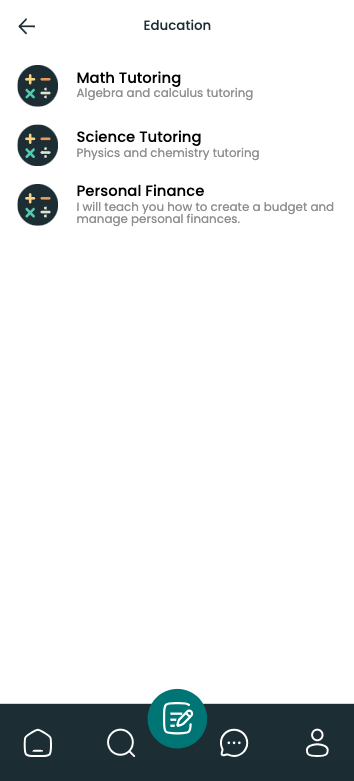 Education
Math Tutoring
Algebra and calculus tutoring
Science Tutoring
Physics and chemistry tutoring
Personal Finance
I will teach you how to create a budget and
manage personal finances.